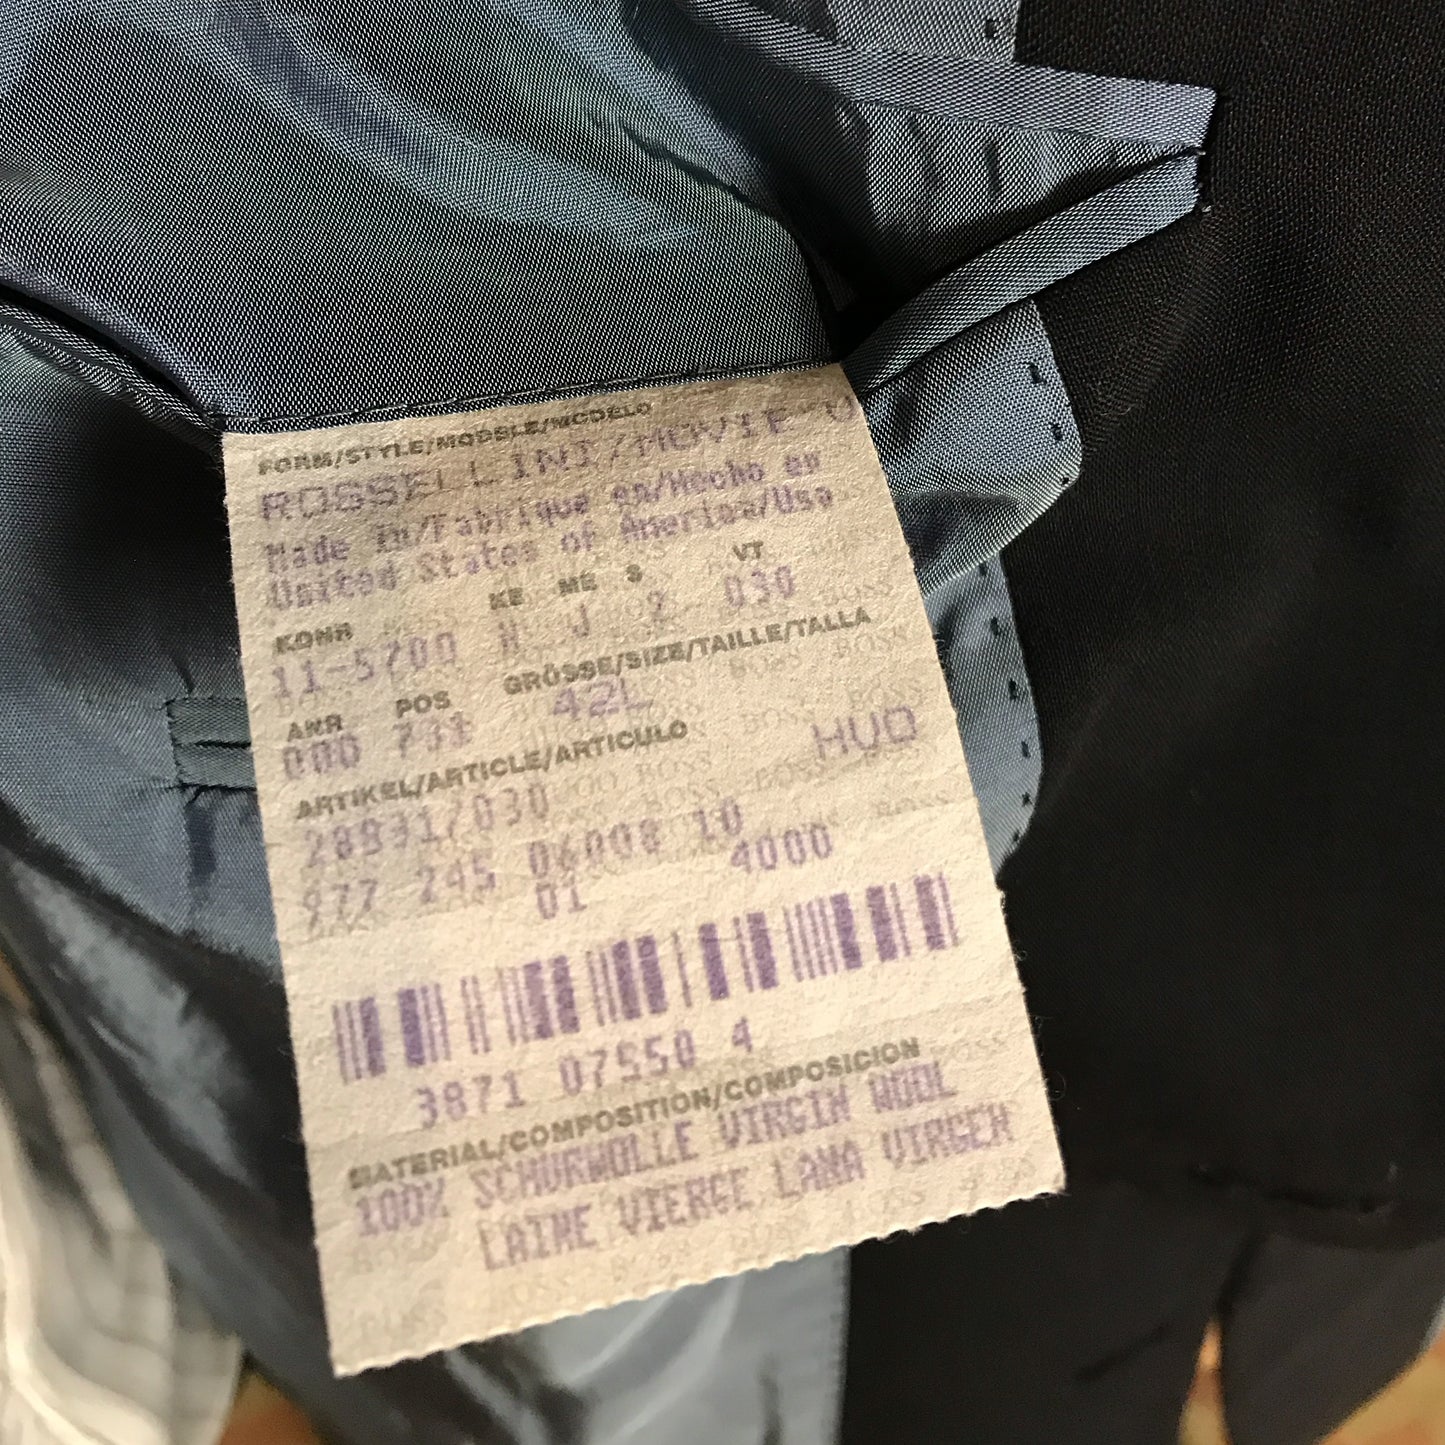 FORM/STYLE/MODELE/MODELO
ROSSELLINI/MOVIE-U
Made In/Fabrique en/Hecho en
United States of America/Usa
KONR KE ME S VT
11-5700 H J 2 030
ANR POS GRÖSSE/SIZE/TAILLE/TALLA
000 731 42L
ARTIKEL/ARTICLE/ARTICULO HVO
28831/030
977 245 06008 10
01 4000
3871 07550 4
MATERIAL/COMPOSITION/COMPOSICION
100% SCHURWOLLE VIRGIN WOOL
LAINE VIERGE LANA VIRGEN